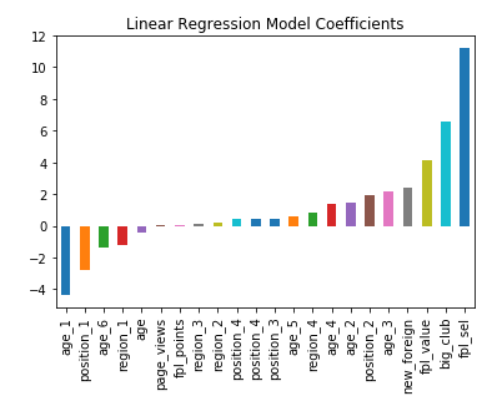 Linear Regression Model Coefficients
12
10
8
6
4
2
0
−2
−4
age_1
position_1
age_6
region_1
age
page_views
fpl_points
region_3
region_2
position_4
position_4
position_3
age_5
region_4
age_4
age_2
position_2
age_3
new_foreign
fpl_value
big_club
fpl_sel